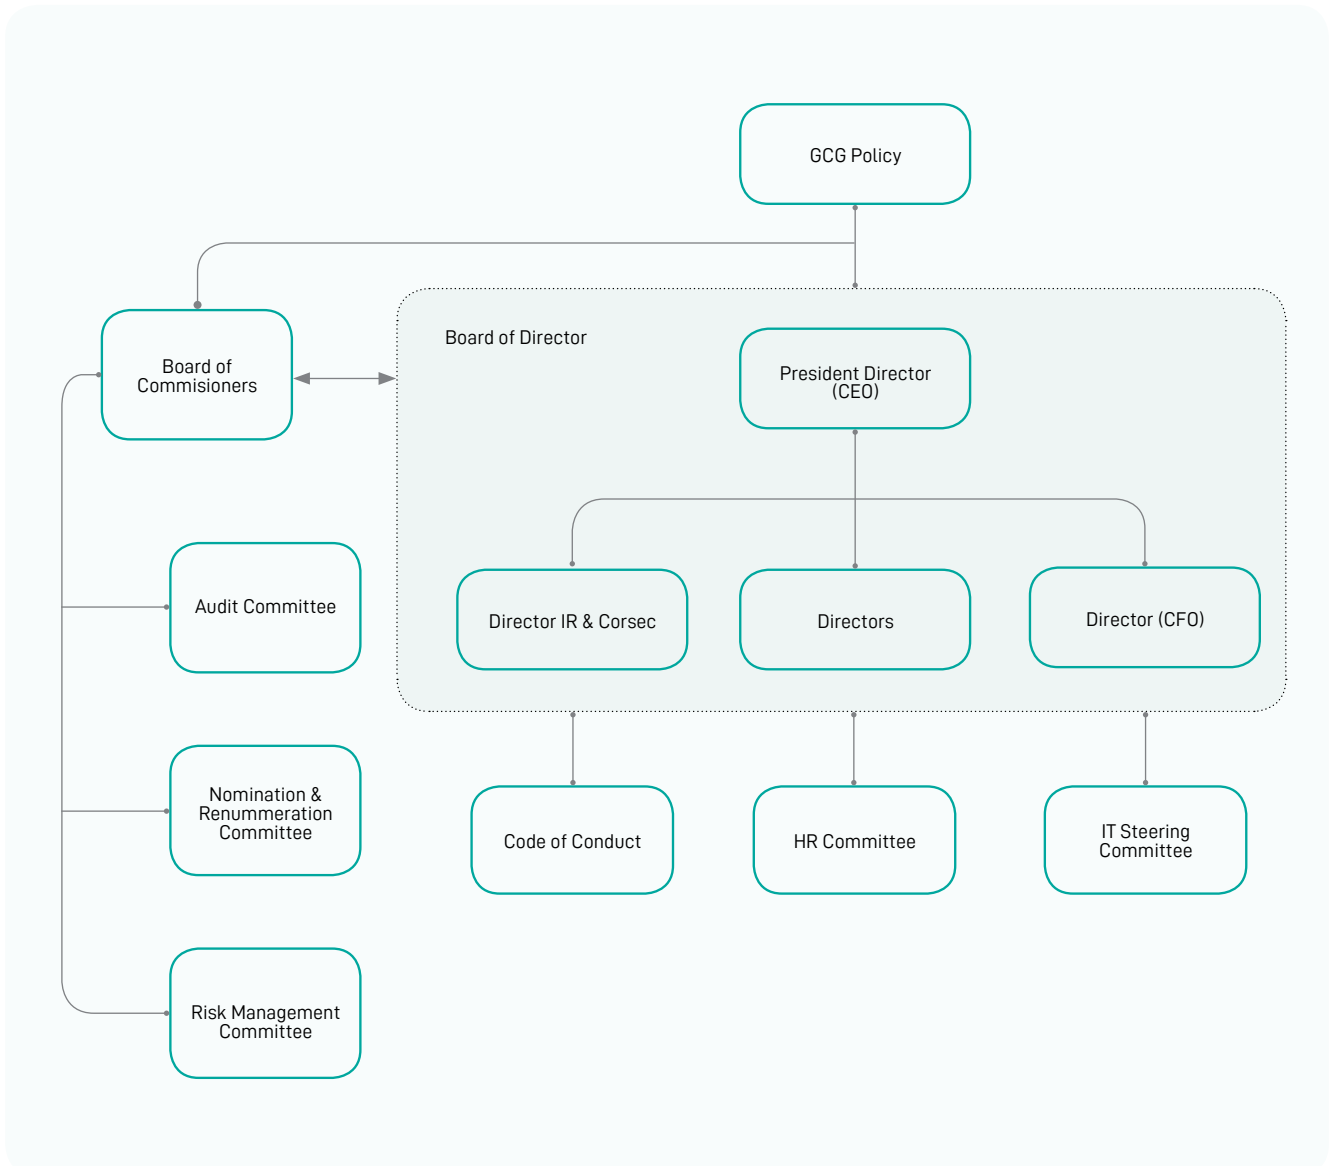 GCG Policy
Board of Director
Board of
Commisioners
President Director
(CEO)
Director IR & Corsec
Directors
Director (CFO)
Audit Committee
Nomination &
Renummeration
Committee
Code of Conduct
HR Committee
IT Steering
Committee
Risk Management
Committee